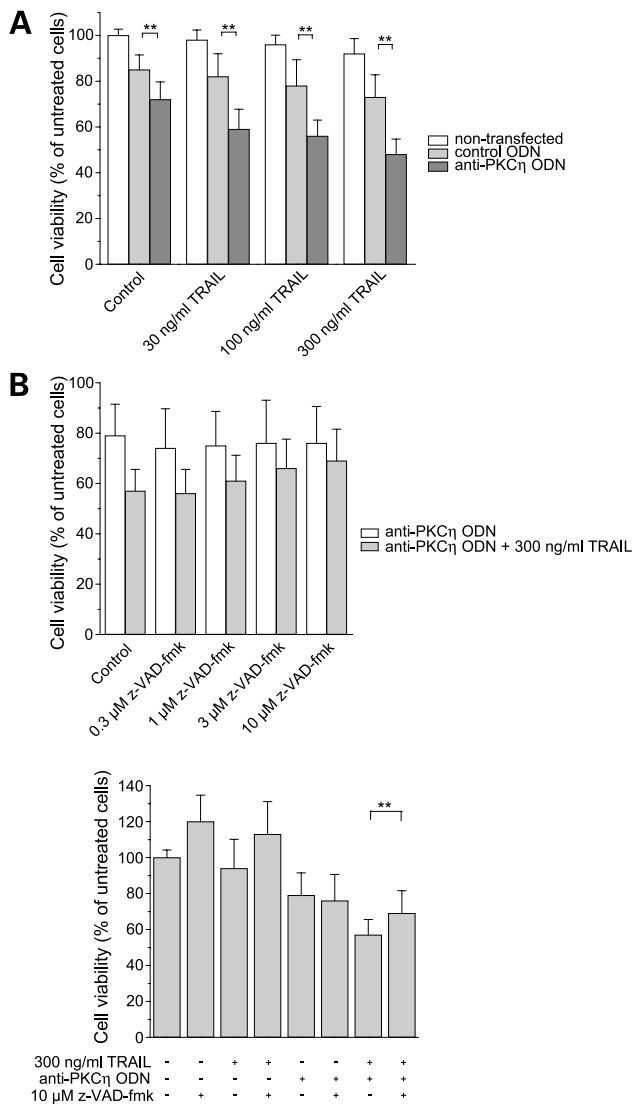 A
Cell viability (% of untreated cells)
100
80
60
40
20
0
** ** ** **
Control
30 ng/ml TRAIL
100 ng/ml TRAIL
300 ng/ml TRAIL
non-transfected
control ODN
anti-PKCη ODN
B
Cell viability (% of untreated cells)
100
80
60
40
20
0
Control
0.3 µM z-VAD-fmk
1 µM z-VAD-fmk
3 µM z-VAD-fmk
10 µM z-VAD-fmk
anti-PKCη ODN
anti-PKCη ODN + 300 ng/ml TRAIL
Cell viability (% of untreated cells)
140
120
100
80
60
40
20
0
**
300 ng/ml TRAIL - - + + - - + +
anti-PKCη ODN - - - - + + + +
10 µM z-VAD-fmk - + - + - + - +